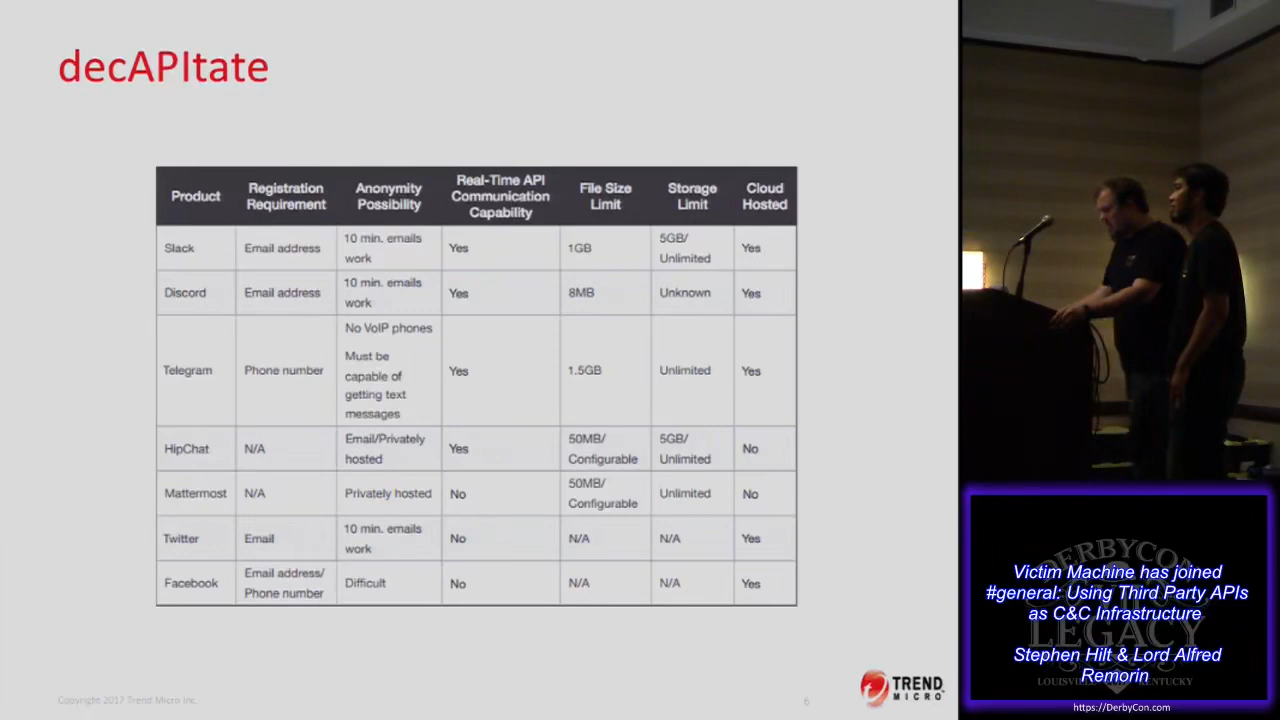 decAPItate
Product
Registration
Requirement
Anonymity
Possibility
Real-Time API
Communication
Capability
File Size
Limit
Storage
Limit
Cloud
Hosted
Slack
Email address
10 min. emails
work
Yes
1GB
5GB/
Unlimited
Yes
Discord
Email address
10 min. emails
work
Yes
8MB
Unknown
Yes
Telegram
Phone number
No VoIP phones
Must be
capable of
getting text
messages
Yes
1.5GB
Unlimited
Yes
HipChat
N/A
Email/Privately
hosted
Yes
50MB/
Configurable
5GB/
Unlimited
No
Mattermost
N/A
Privately hosted
No
50MB/
Configurable
Unlimited
No
Twitter
Email
10 min. emails
work
No
N/A
N/A
Yes
Facebook
Email address/
Phone number
Difficult
No
N/A
N/A
Yes
Copyright 2017 Trend Micro Inc.
6
TREND
MICRO
DERBYCON
LEGACY
LOUISVILLE KENTUCKY
Victim Machine has joined
#general: Using Third Party APIs
as C&C Infrastructure
Stephen Hilt & Lord Alfred
Remorin
https://DerbyCon.com